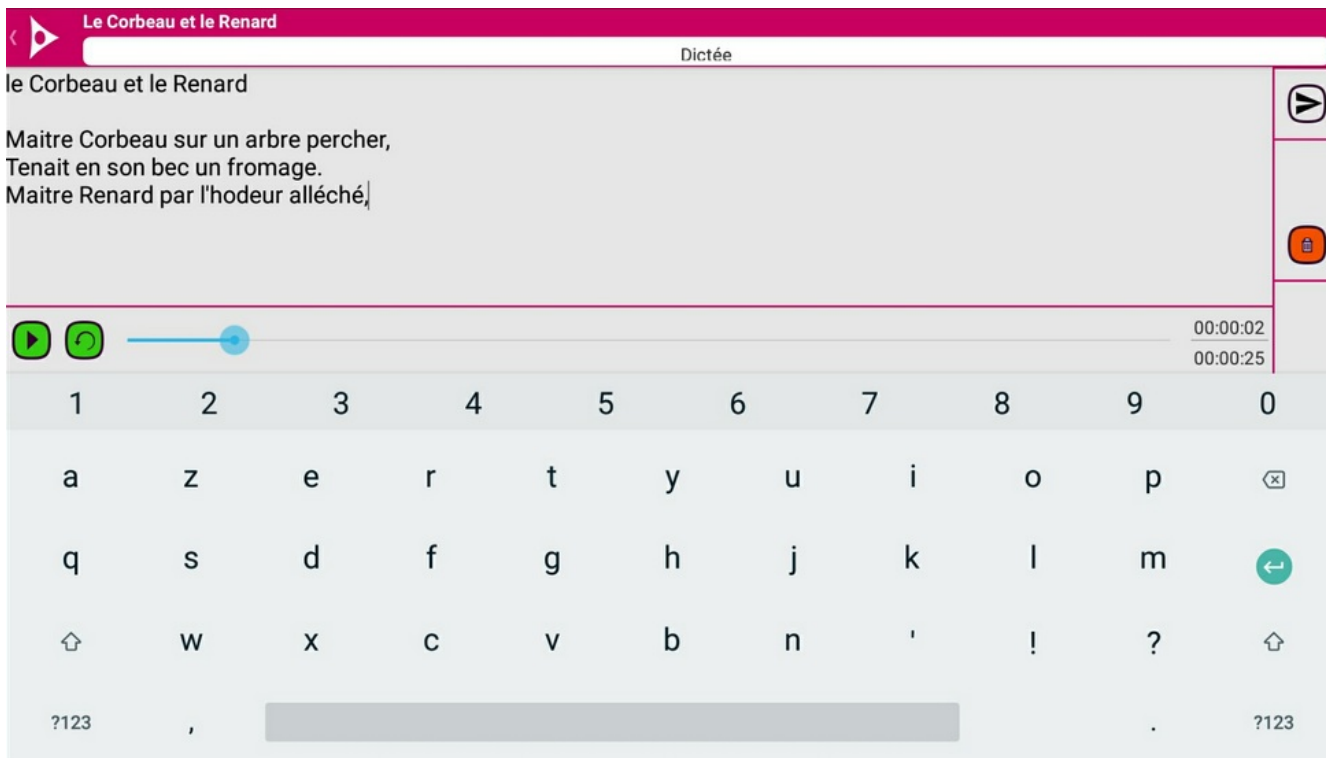 Le Corbeau et le Renard
Dictée
le Corbeau et le Renard
Maitre Corbeau sur un arbre percher,
Tenait en son bec un fromage.
Maitre Renard par l'hodeur alléché,
00:00:02
00:00:25
1 2 3 4 5 6 7 8 9 0
a z e r t y u i o p
q s d f g h j k l m
w x c v b n ' ! ?
?123 , . ?123